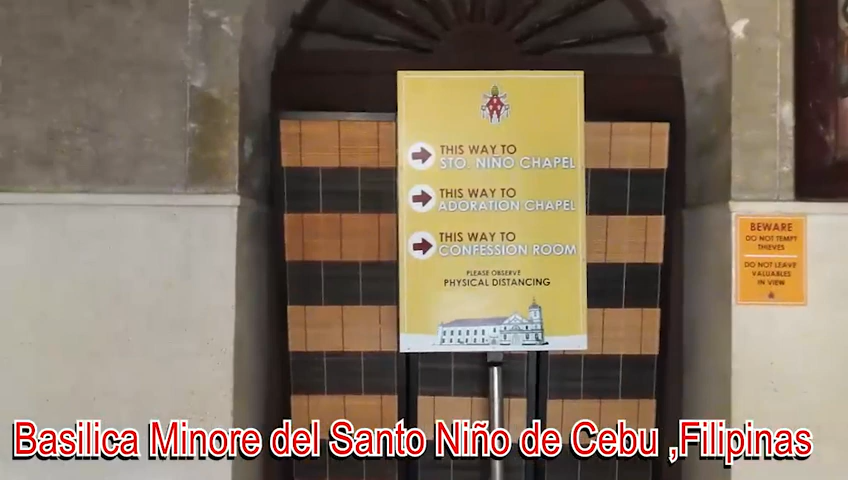 THIS WAY TO
STO. NIÑO CHAPEL
THIS WAY TO
ADORATION CHAPEL
THIS WAY TO
CONFESSION ROOM
PLEASE OBSERVE
PHYSICAL DISTANCING
BEWARE
DO NOT TEMPT
THIEVES
DO NOT LEAVE
VALUABLES
IN VIEW
Basilica Minore del Santo Niño de Cebu ,Filipinas